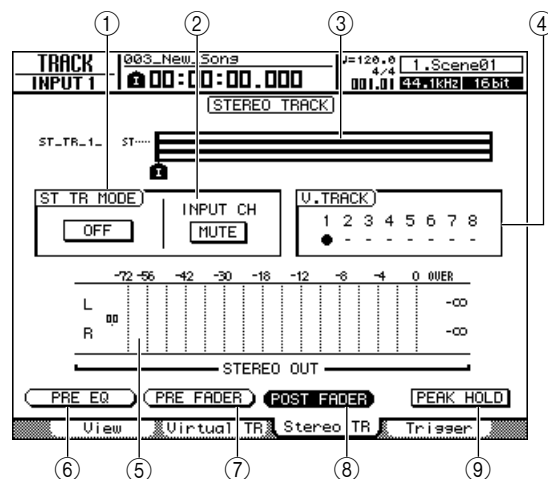 ① ② ③ ④
TRACK 003_New_Song ♩=120.0 1.Scene01
4/4
INPUT 1 I 00:00:00.000 001.01 44.1kHz 16bit
STEREO TRACK
ST_TR_1_ ST
I
ST TR MODE V.TRACK
INPUT CH 1 2 3 4 5 6 7 8
OFF MUTE ● - - - - - - -
-72 -56 -42 -30 -18 -12 -8 -4 0 OVER
L -∞
R -∞
STEREO OUT
PRE EQ PRE FADER POST FADER PEAK HOLD
View Virtual TR Stereo TR Trigger
⑥ ⑤ ⑦ ⑧ ⑨